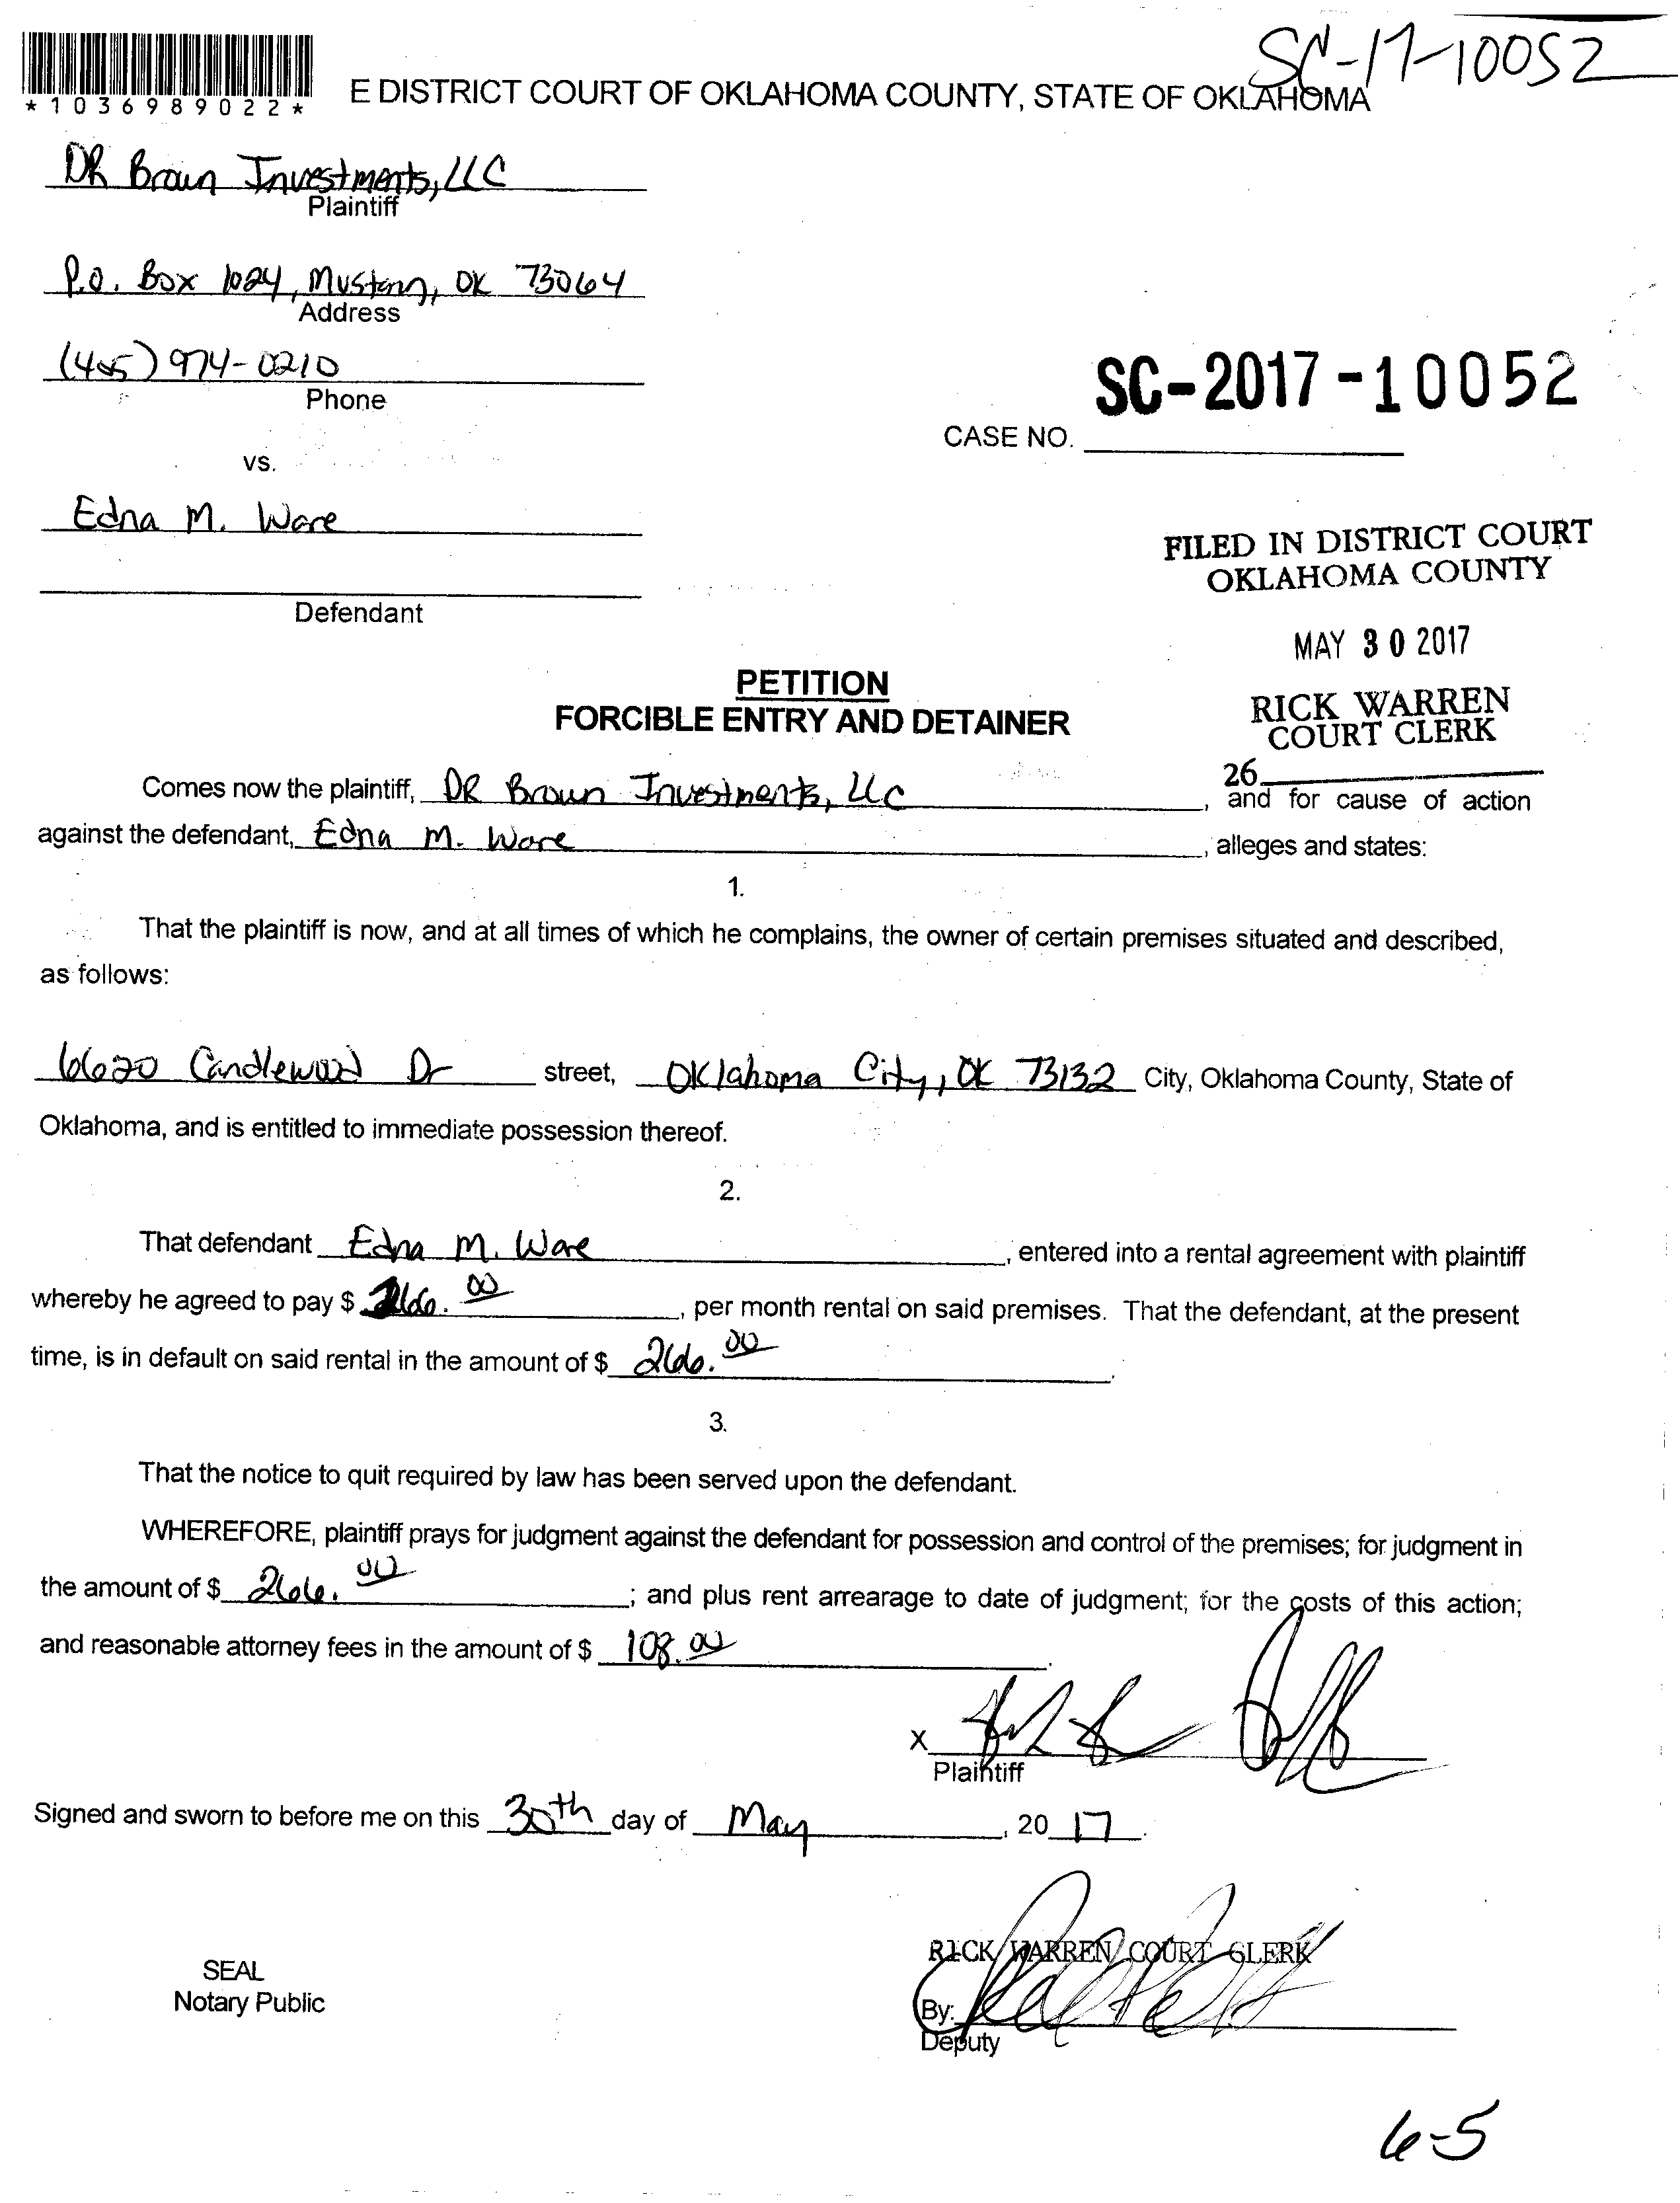 SC-17-10052
*1036989022*
E DISTRICT COURT OF OKLAHOMA COUNTY, STATE OF OKLAHOMA
DR Braun Investments, LLC
Plaintiff
P.O. Box 1024, Mustang, OK 73064
Address
(405) 974-0210
Phone
SC-2017-10052
CASE NO.
vs.
Edna M. Ware
Defendant
FILED IN DISTRICT COURT
OKLAHOMA COUNTY
MAY 30 2017
RICK WARREN
COURT CLERK
26
PETITION
FORCIBLE ENTRY AND DETAINER
Comes now the plaintiff, DR Braun Investments, LLC, and for cause of action
against the defendant, Edna M. Ware, alleges and states:
1.
That the plaintiff is now, and at all times of which he complains, the owner of certain premises situated and described,
as follows:
6620 Candlewood Dr street, Oklahoma City, OK 73132 City, Oklahoma County, State of
Oklahoma, and is entitled to immediate possession thereof.
2.
That defendant Edna M. Ware, entered into a rental agreement with plaintiff
whereby he agreed to pay $ 266.00, per month rental on said premises. That the defendant, at the present
time, is in default on said rental in the amount of $ 266.00.
3.
That the notice to quit required by law has been served upon the defendant.
WHEREFORE, plaintiff prays for judgment against the defendant for possession and control of the premises; for judgment in
the amount of $ 266.00; and plus rent arrearage to date of judgment; for the costs of this action;
and reasonable attorney fees in the amount of $ 108.00.
X
Plaintiff
Signed and sworn to before me on this 30th day of May, 2017.
RICK WARREN COURT CLERK
SEAL
Notary Public
By:
Deputy
6-5